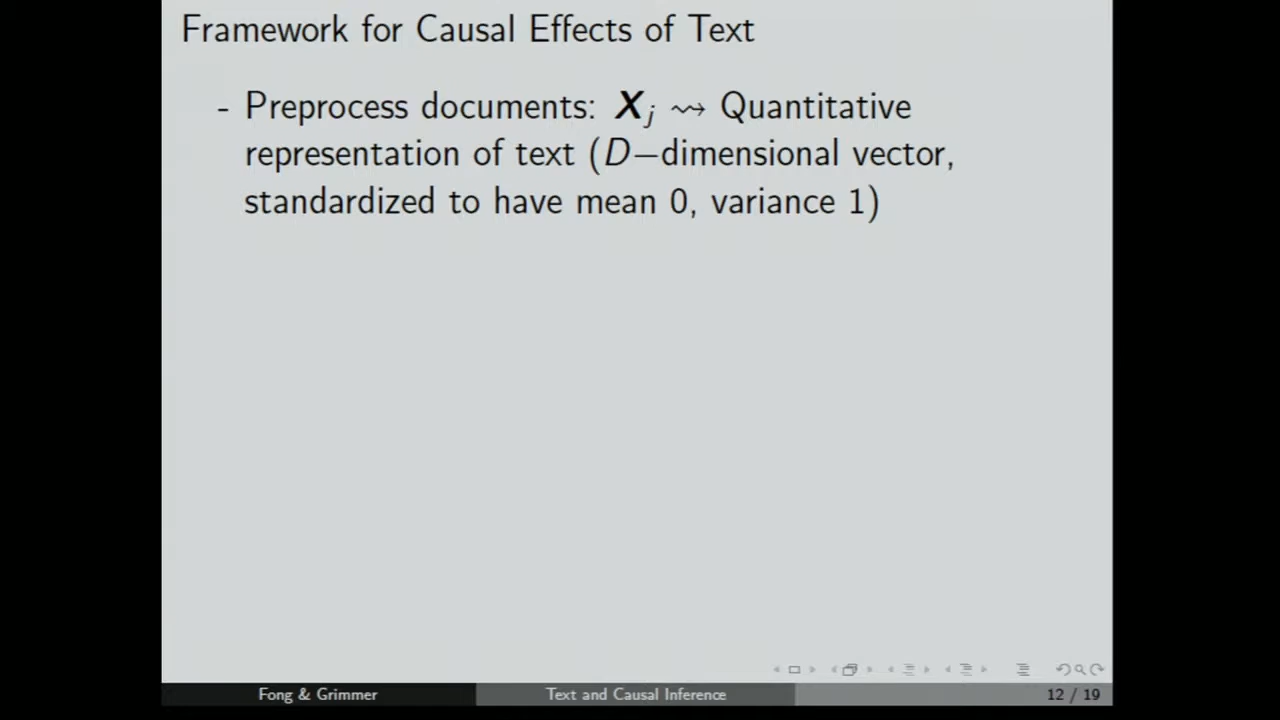 Framework for Causal Effects of Text
- Preprocess documents: X_j ⇝ Quantitative
representation of text (D−dimensional vector,
standardized to have mean 0, variance 1)
Fong & Grimmer
Text and Causal Inference
12 / 19